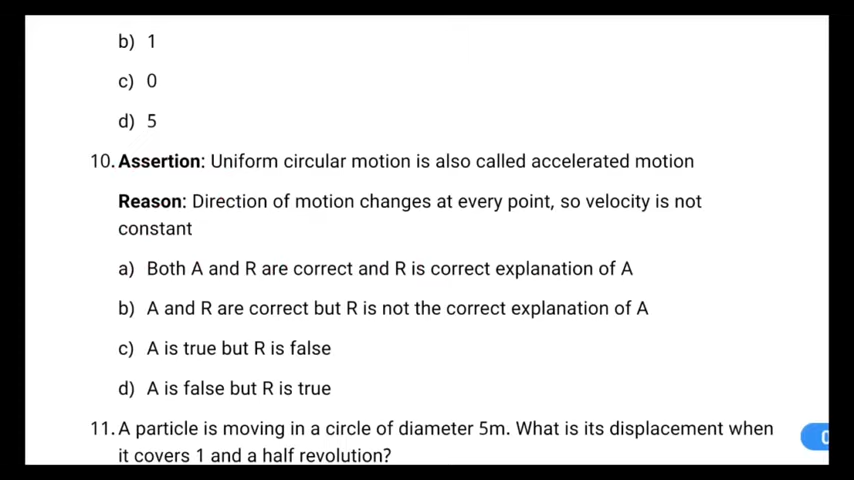 b) 1
c) 0
d) 5
10. Assertion: Uniform circular motion is also called accelerated motion
Reason: Direction of motion changes at every point, so velocity is not
constant
a) Both A and R are correct and R is correct explanation of A
b) A and R are correct but R is not the correct explanation of A
c) A is true but R is false
d) A is false but R is true
11. A particle is moving in a circle of diameter 5m. What is its displacement when
it covers 1 and a half revolution?